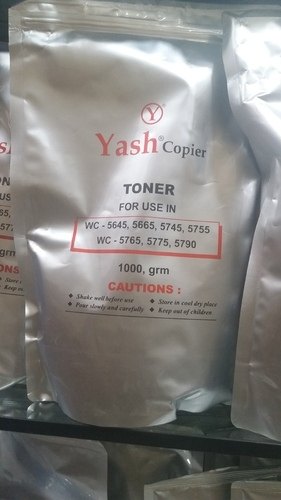 Y
Yash® Copier
TONER
FOR USE IN
WC - 5645, 5665, 5745, 5755
WC - 5765, 5775, 5790
1000, grm
CAUTIONS :
❖ Shake well before use ❖ Store in cool dry place
❖ Pour slowly and carefully ❖ Keep out of children